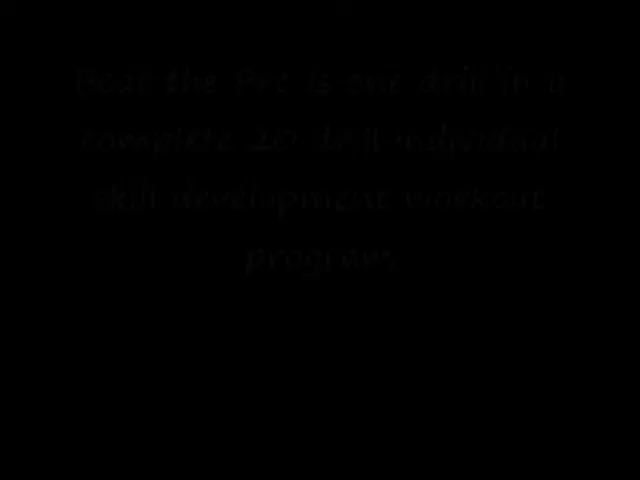 Beat the Pro is one drill in a
complete 20 drill individual
skill development workout
program.